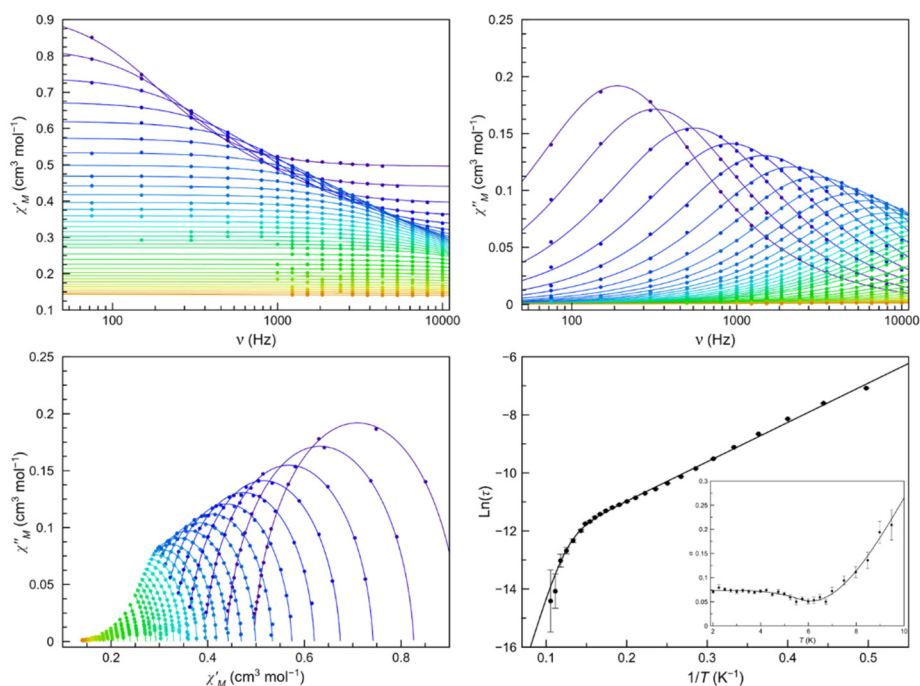 0.9
0.8
0.7
0.6
0.5
0.4
0.3
0.2
0.1
χ′M (cm³ mol⁻¹)
100 1000 10000
ν (Hz)
0.25
0.2
0.15
0.1
0.05
0
χ″M (cm³ mol⁻¹)
100 1000 10000
ν (Hz)
0.25
0.2
0.15
0.1
0.05
0
χ″M (cm³ mol⁻¹)
0.2 0.4 0.6 0.8
χ′M (cm³ mol⁻¹)
−6
−8
−10
−12
−14
−16
Ln(τ)
0.1 0.2 0.3 0.4 0.5
1/T (K⁻¹)
0.3
0.25
0.2
0.15
0.1
0.05
0
α
2 4 6 8 10
T (K)